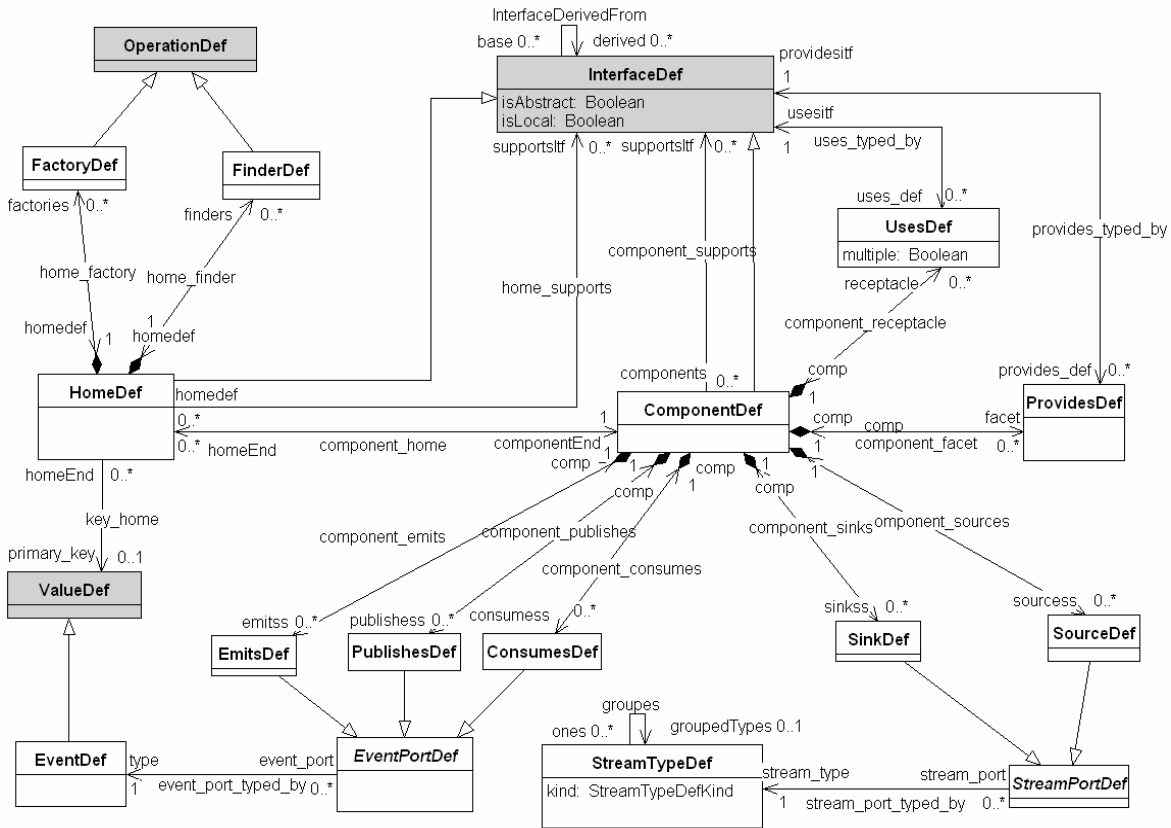 InterfaceDerivedFrom
base 0..* derived 0..*
OperationDef
providesitf
InterfaceDef
1
isAbstract: Boolean
isLocal: Boolean
usesitf
1
uses_typed_by
supportsItf 0..* supportsItf 0..*
FactoryDef
FinderDef
factories 0..*
finders 0..*
uses_def 0..*
UsesDef
multiple: Boolean
provides_typed_by
component_supports
home_factory
home_finder
home_supports
receptacle 0..*
component_receptacle
homedef 1
1
homedef
HomeDef
homedef
components 0..*
comp
1
provides_def 0..*
ComponentDef
ProvidesDef
0..*
0..*
homeEnd
component_home
1
componentEnd
comp
comp
facet
component_facet
0..*
homeEnd 0..*
comp 1
1
comp
1
comp
1
comp
1
1
1
key_home
component_emits
component_publishes
component_sinks
omponent_sources
component_consumes
primary_key 0..1
ValueDef
emitss 0..*
publishess 0..*
consumess 0..*
sinkss 0..*
sourcess 0..*
EmitsDef
PublishesDef
ConsumesDef
SinkDef
SourceDef
groupes
ones 0..* groupedTypes 0..1
EventDef
type
1
event_port
event_port_typed_by 0..*
EventPortDef
StreamTypeDef
kind: StreamTypeDefKind
stream_type
1
stream_port
stream_port_typed_by 0..*
StreamPortDef